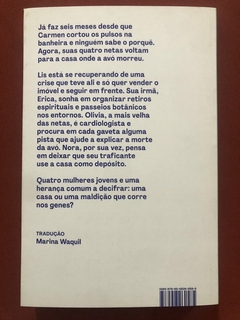 Já faz seis meses desde que
Carmen cortou os pulsos na
banheira e ninguém sabe o porquê.
Agora, suas quatro netas voltam
para a casa onde a avó morreu.
Lis está se recuperando de uma
crise que teve ali e só quer vender o
imóvel e seguir em frente. Sua irmã,
Erica, sonha em organizar retiros
espirituais e passeios botânicos
nos entornos. Olivia, a mais velha
das netas, é cardiologista e
procura em cada gaveta alguma
pista que ajude a explicar a morte
da avó. Nora, por sua vez, pensa
em deixar que seu traficante
use a casa como depósito.
Quatro mulheres jovens e uma
herança comum a decifrar: uma
casa ou uma maldição que corre
nos genes?
TRADUÇÃO
Marina Waquil